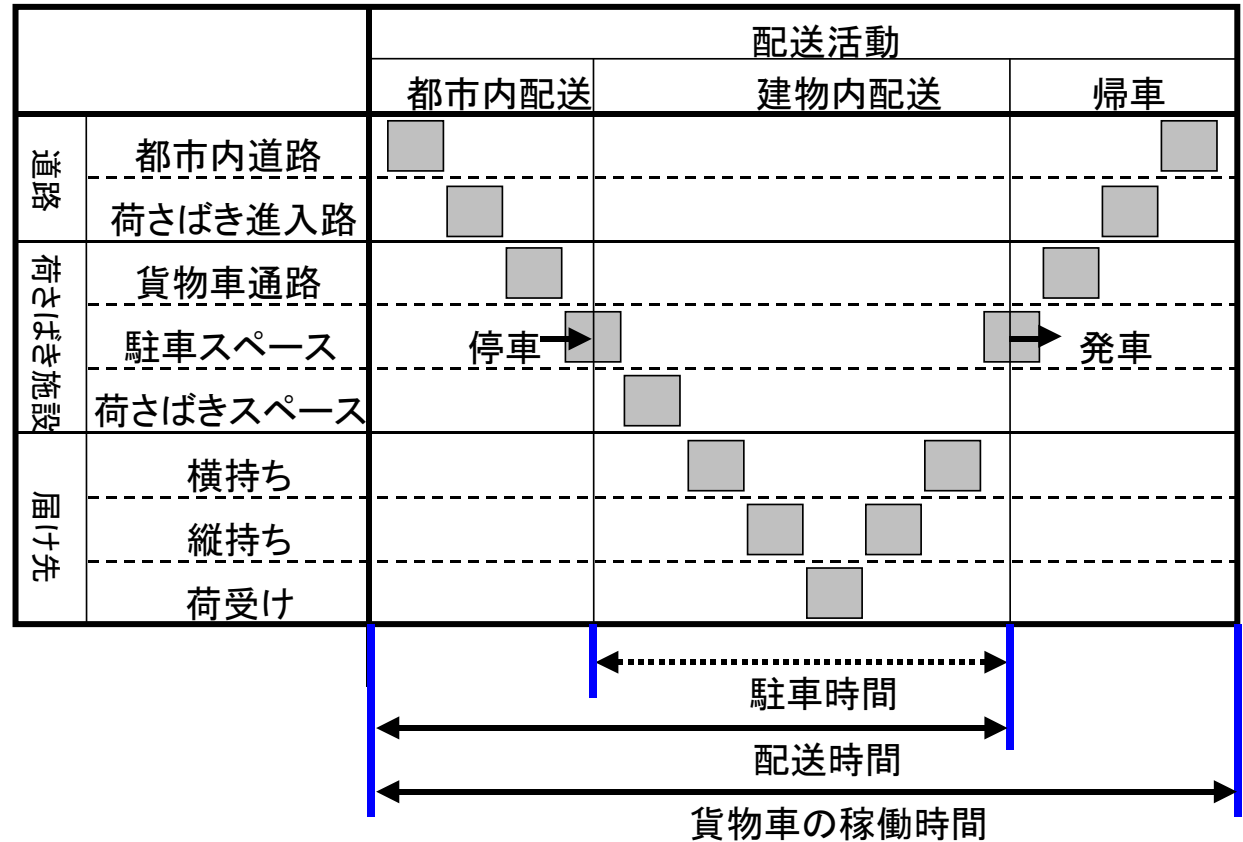 配送活動
都市内配送 建物内配送 帰車
道路
都市内道路
荷さばき進入路
荷さばき施設
貨物車通路
駐車スペース 停車 発車
荷さばきスペース
届け先
横持ち
縦持ち
荷受け
駐車時間
配送時間
貨物車の稼働時間